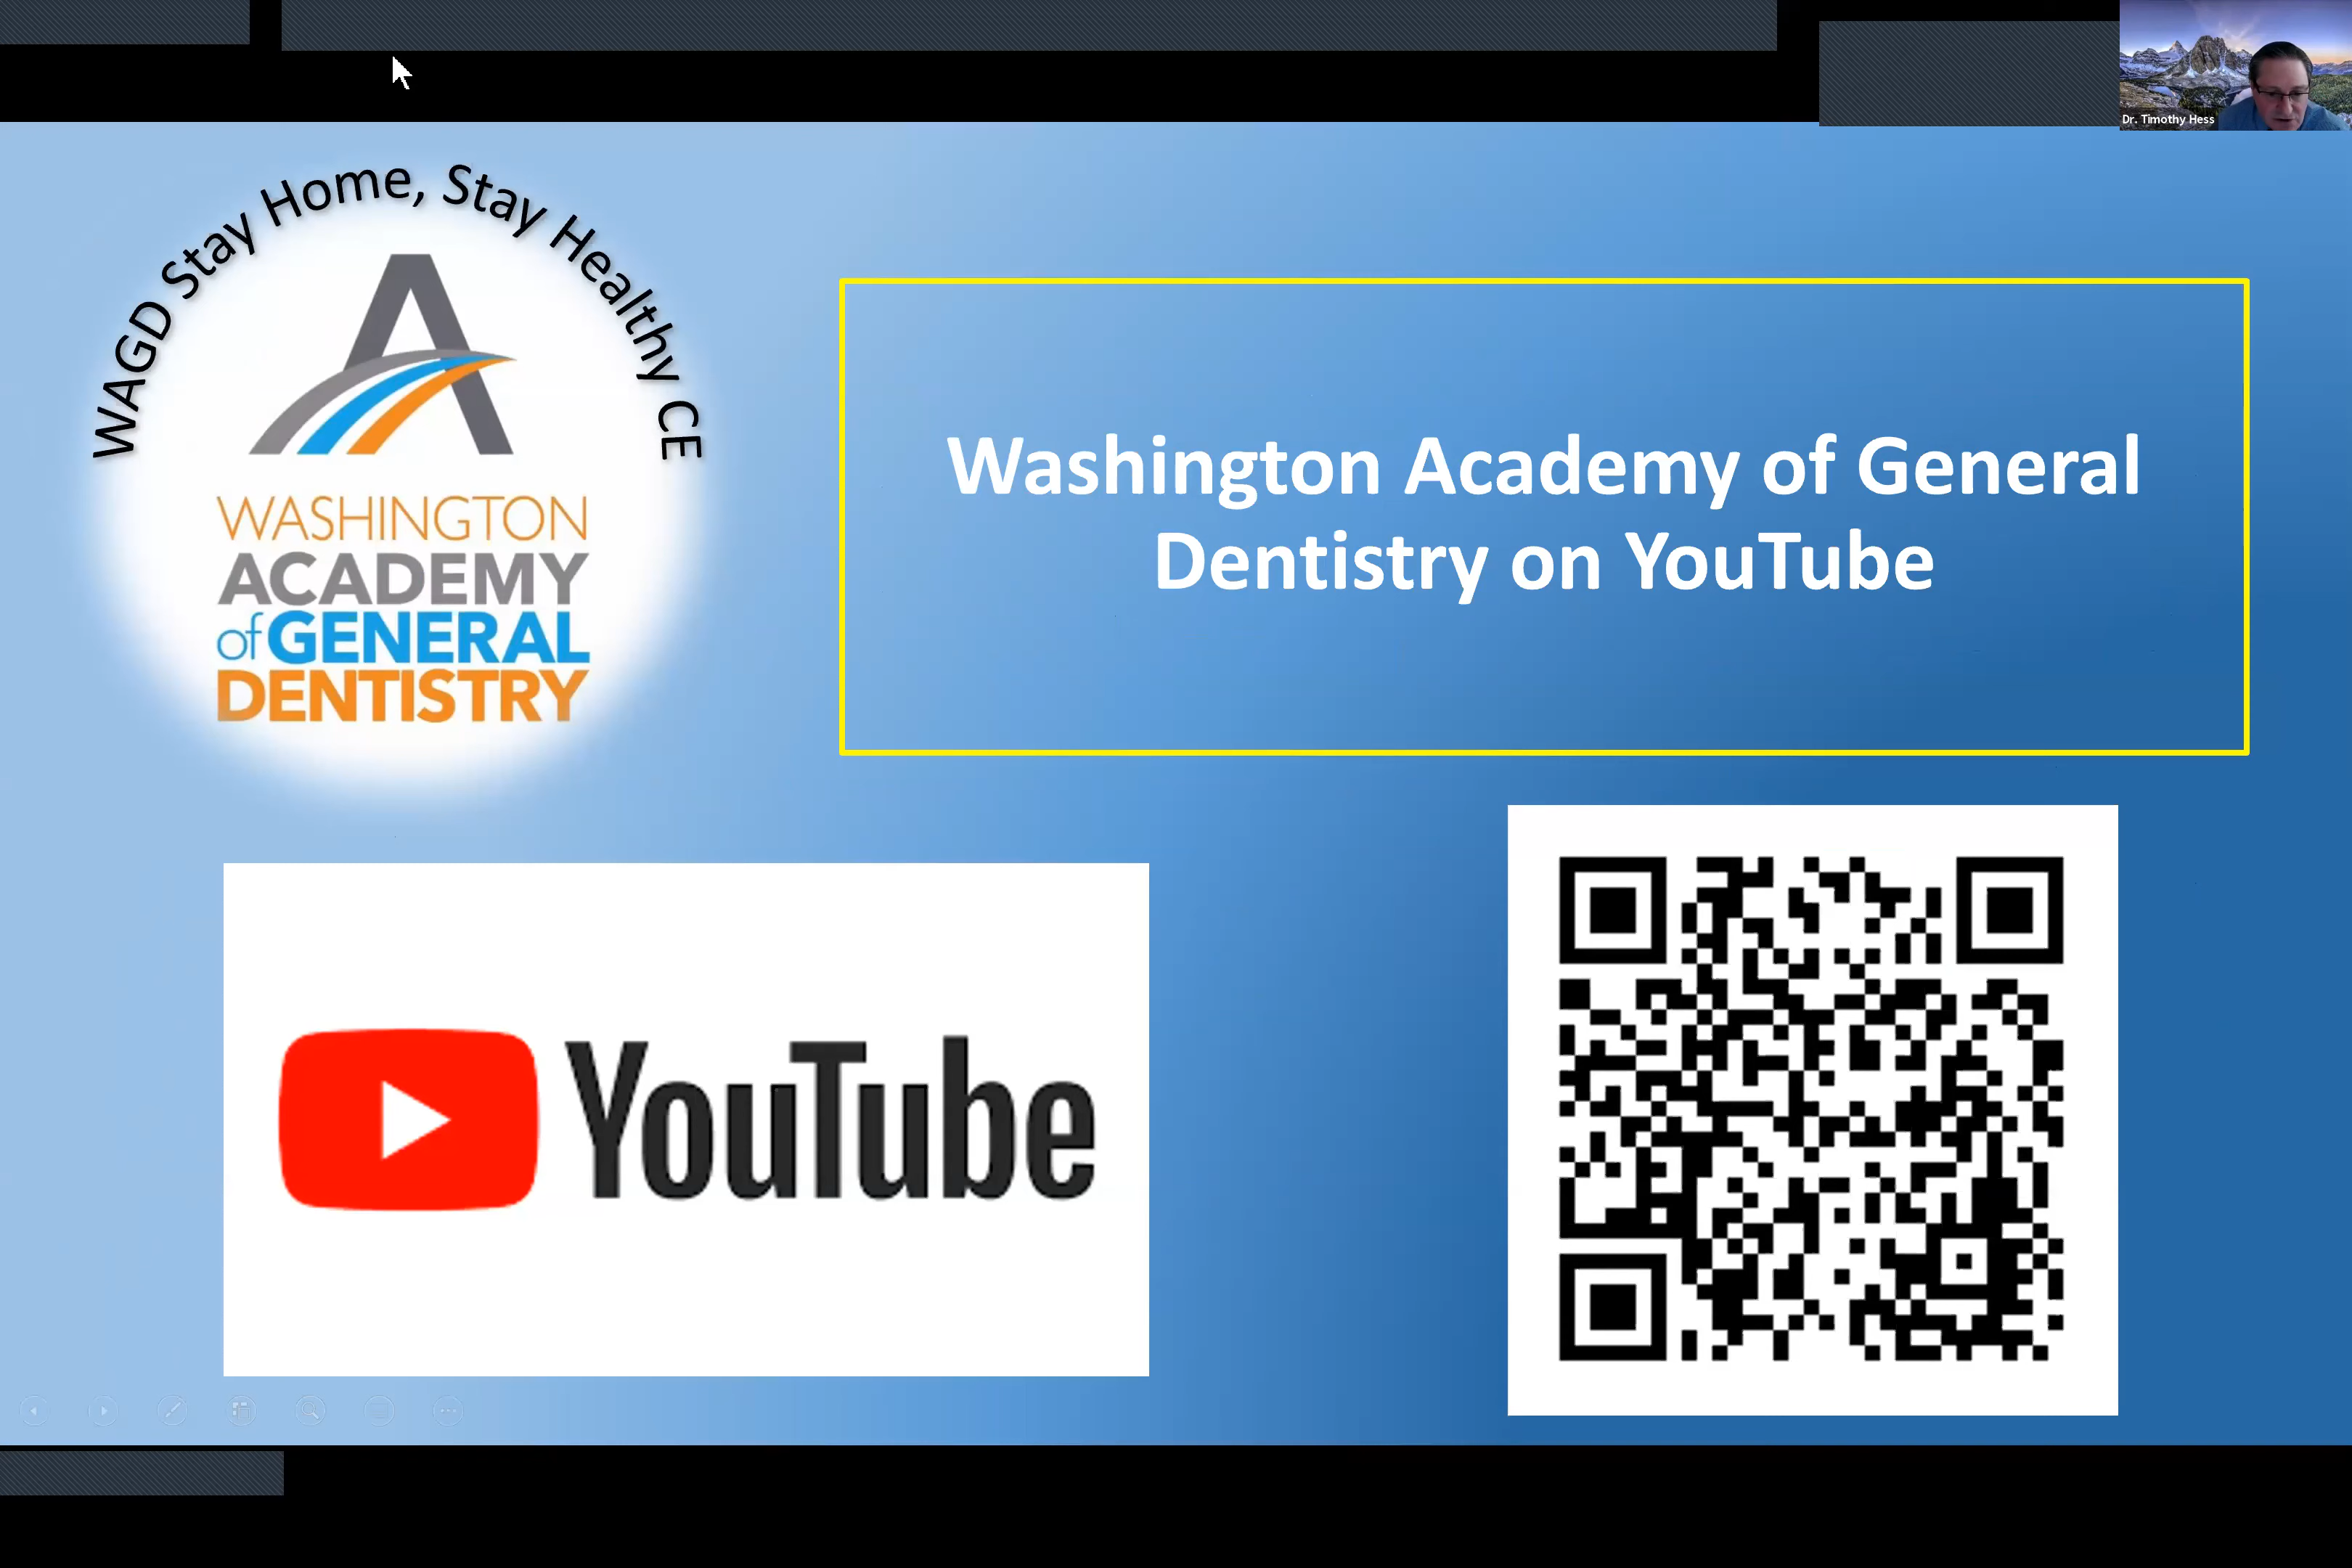 Dr. Timothy Hess
WAGD Stay Home, Stay Healthy CE
WASHINGTON
ACADEMY
of GENERAL
DENTISTRY
Washington Academy of General
Dentistry on YouTube
YouTube